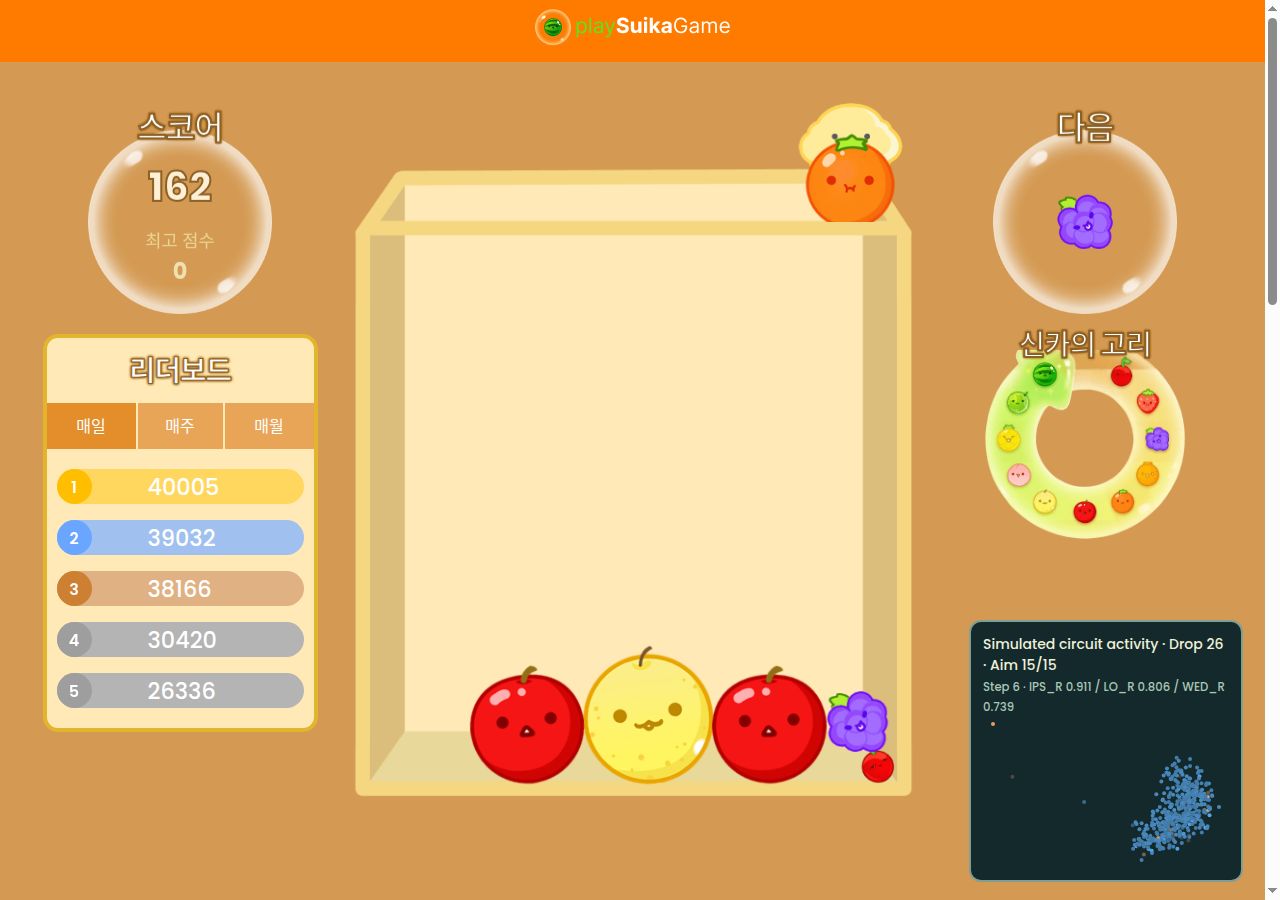 playSuikaGame
스코어
162
최고 점수
0
다음
신카의 고리
리더보드
매일 매주 매월
1 40005
2 39032
3 38166
4 30420
5 26336
Simulated circuit activity · Drop 26
· Aim 15/15
Step 6 · IPS_R 0.911 / LO_R 0.806 / WED_R
0.739